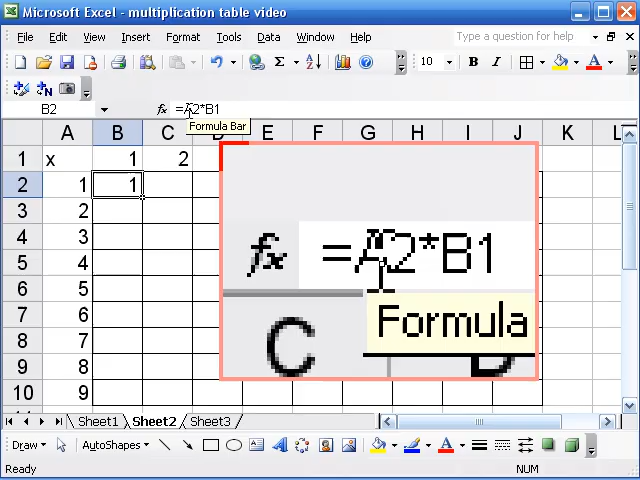 Microsoft Excel - multiplication table video
File Edit View Insert Format Tools Data Window Help Type a question for help
Σ 10 B
N
B2 fx =A2*B1
Formula Bar
A B C D E F G H I J K L
1 x 1 2
2 1 1
3 2
4 3
5 4
6 5
7 6
8 7
9 8
10 9
fx =A2*B1
Formula
C D
Sheet1 Sheet2 Sheet3
Draw AutoShapes A A
Ready NUM